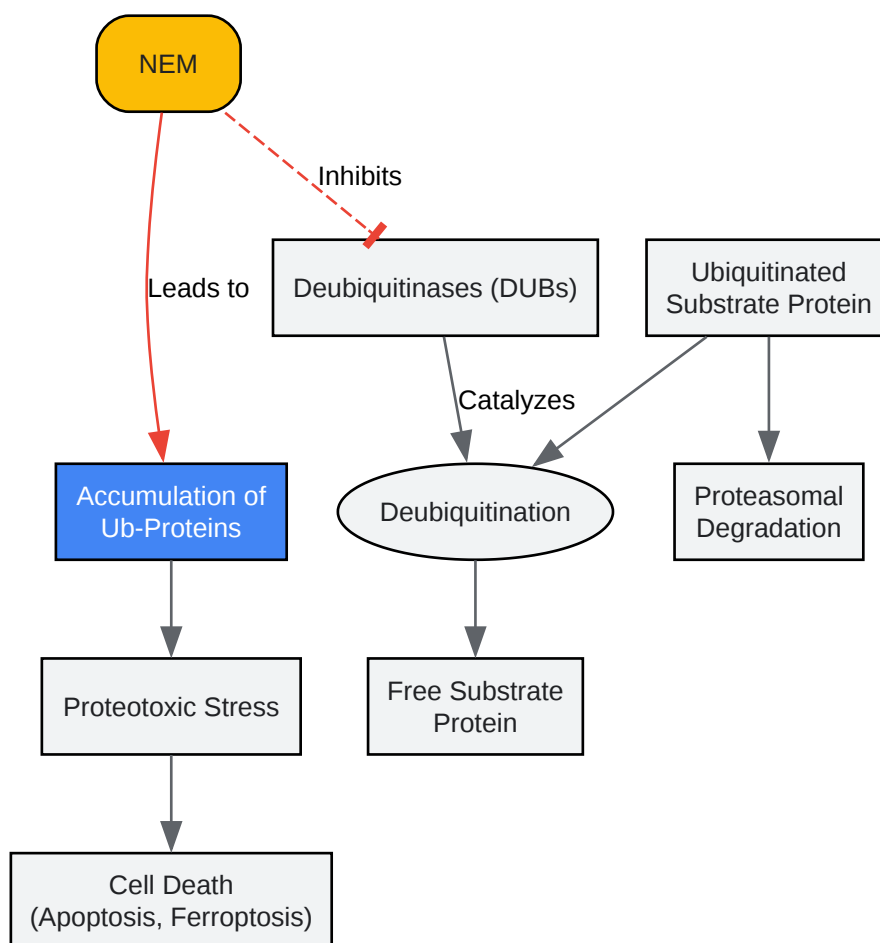 NEM
Inhibits
Deubiquitinases (DUBs)
Ubiquitinated
Substrate Protein
Leads to
Catalyzes
Accumulation of
Ub-Proteins
Deubiquitination
Proteasomal
Degradation
Proteotoxic Stress
Free Substrate
Protein
Cell Death
(Apoptosis, Ferroptosis)